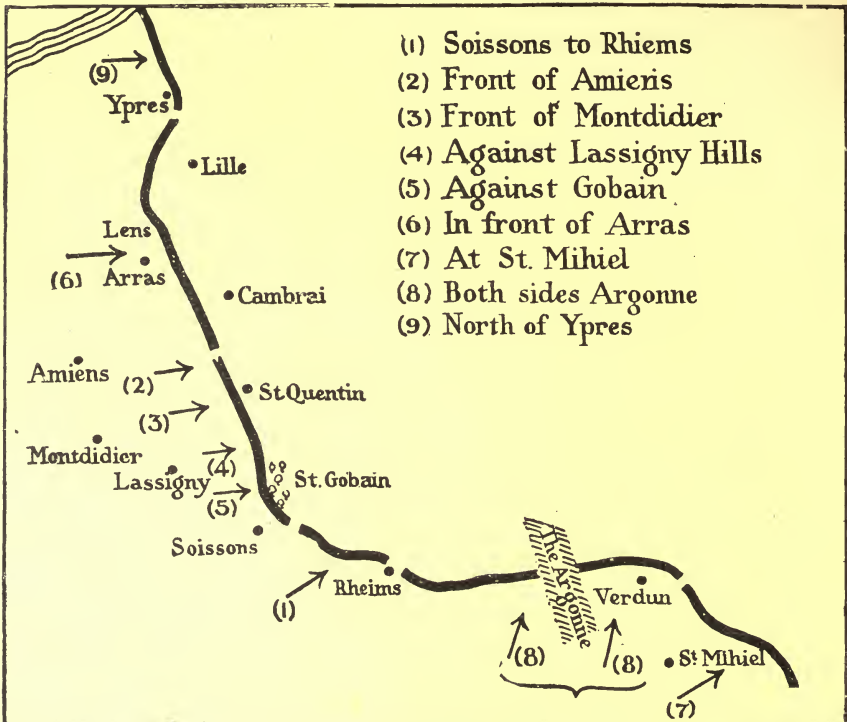 (1) Soissons to Rhiems
(2) Front of Amiens
(3) Front of Montdidier
(4) Against Lassigny Hills
(5) Against Gobain
(6) In front of Arras
(7) At St. Mihiel
(8) Both sides Argonne
(9) North of Ypres
(9)
Ypres
Lille
Lens
(6)
Arras
Cambrai
Amiens
(2)
St.Quentin
(3)
Montdidier
(4)
Lassigny
(5)
St. Gobain
Soissons
(1)
Rheims
The Argonne
Verdun
(8)
(8)
St Mihiel
(7)